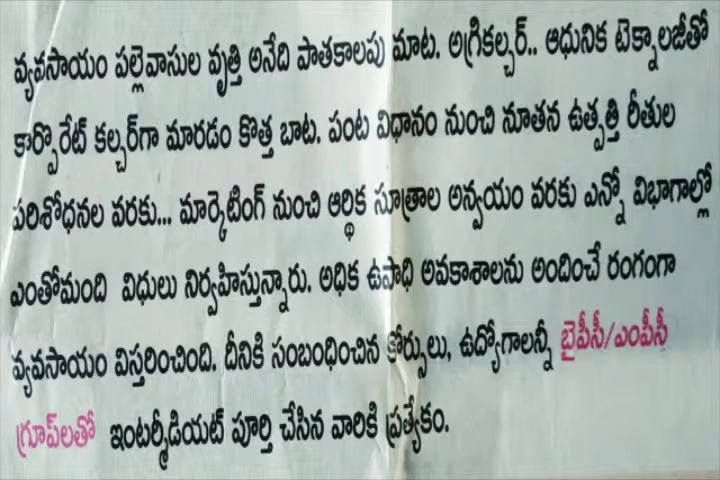 వ్యవసాయం పల్లెవాసుల వృత్తి అనేది పాతకాలపు మాట. అగ్రికల్చర్.. ఆధునిక టెక్నాలజీతో
కార్పొరేట్ కల్చర్‌గా మారడం కొత్త బాట. పంట విధానం నుంచి నూతన ఉత్పత్తి రీతుల
పరిశోధనల వరకు... మార్కెటింగ్ నుంచి ఆర్థిక సూత్రాల అన్వయం వరకు ఎన్నో విభాగాల్లో
ఎంతోమంది విధులు నిర్వహిస్తున్నారు. అధిక ఉపాధి అవకాశాలను అందించే రంగంగా
వ్యవసాయం విస్తరించింది. దీనికి సంబంధించిన కోర్సులు, ఉద్యోగాలన్నీ బైపీసీ/ఎంపీసీ
గ్రూప్‌లతో ఇంటర్మీడియట్ పూర్తి చేసిన వారికి ప్రత్యేకం.